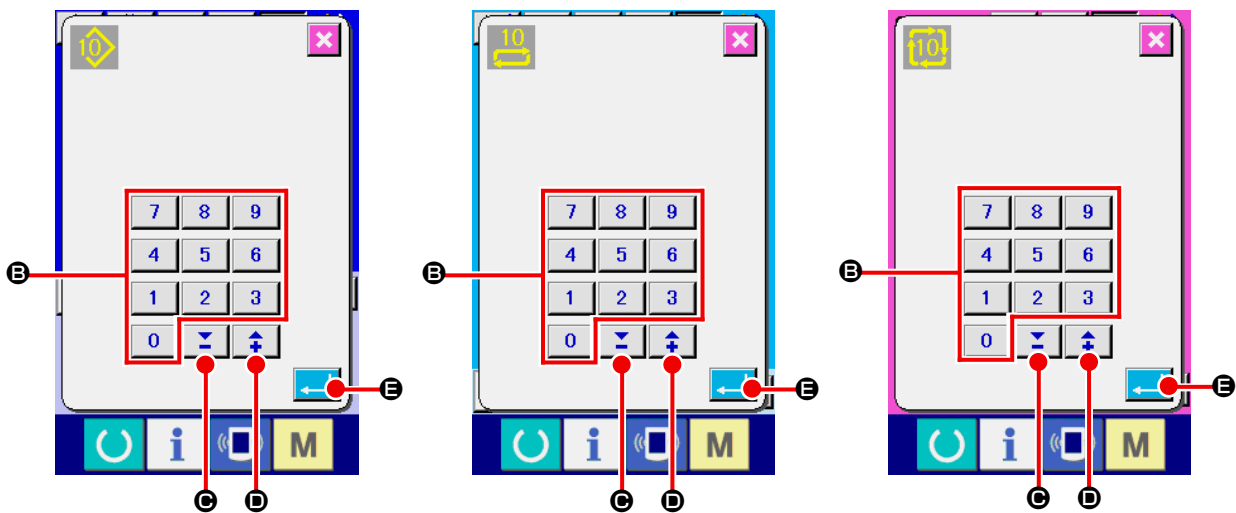 10 × 10 × 10 ×
7 8 9 7 8 9 7 8 9
4 5 6 4 5 6 4 5 6
B B B
1 2 3 1 2 3 1 2 3
0 − + 0 − + 0 − +
E E E
i M i M i M
C D C D C D